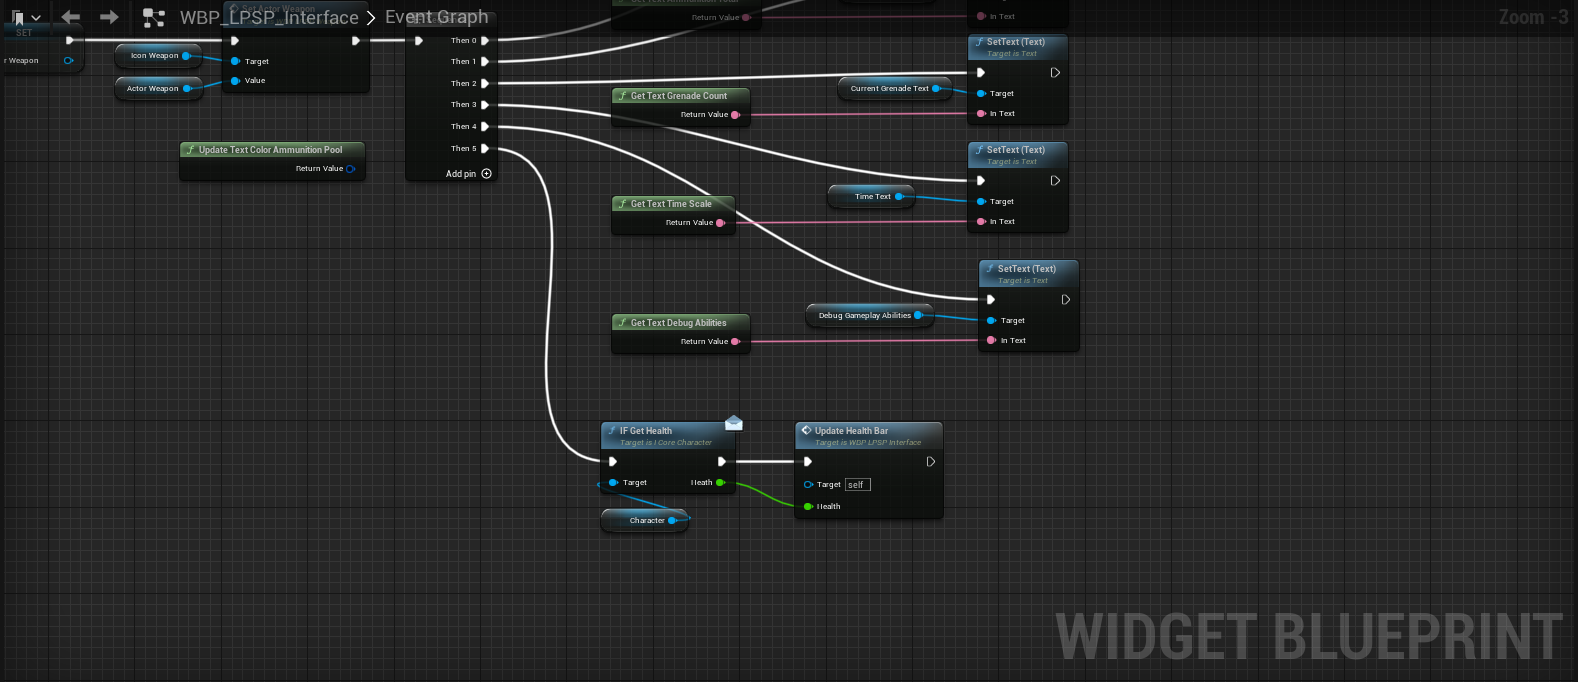 WBP_LPSP_Interface > Event Graph
Zoom -3
SET
r Weapon
Icon Weapon
Actor Weapon
Set Actor Weapon
Target
Value
Then 0
Then 1
Then 2
Then 3
Then 4
Then 5
Add pin
Update Text Color Ammunition Pool
Return Value
Return Value
In Text
Get Text Grenade Count
Return Value
Current Grenade Text
SetText (Text)
Target is Text
Target
In Text
Get Text Time Scale
Return Value
Time Text
SetText (Text)
Target is Text
Target
In Text
Get Text Debug Abilities
Return Value
Debug Gameplay Abilities
SetText (Text)
Target is Text
Target
In Text
IF Get Health
Target is I Core Character
Target
Heath
Character
Update Health Bar
Target is WBP LPSP Interface
Target self
Health
WIDGET BLUEPRINT